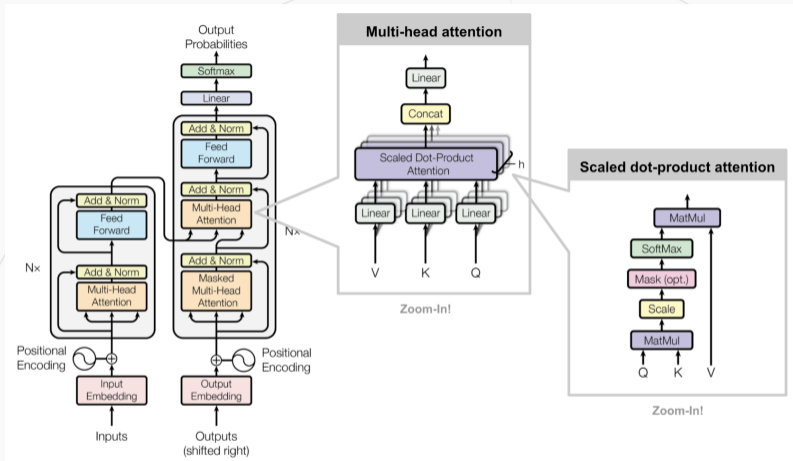 Output
Probabilities
Softmax
Linear
Add & Norm
Feed
Forward
Add & Norm
Multi-Head
Attention
Add & Norm
Masked
Multi-Head
Attention
Nx
Add & Norm
Feed
Forward
Add & Norm
Multi-Head
Attention
Nx
Positional
Encoding
Positional
Encoding
Input
Embedding
Output
Embedding
Inputs
Outputs
(shifted right)
Multi-head attention
Linear
Concat
Scaled Dot-Product
Attention
h
Linear
Linear
Linear
V
K
Q
Zoom-In!
Scaled dot-product attention
MatMul
SoftMax
Mask (opt.)
Scale
MatMul
Q
K
V
Zoom-In!